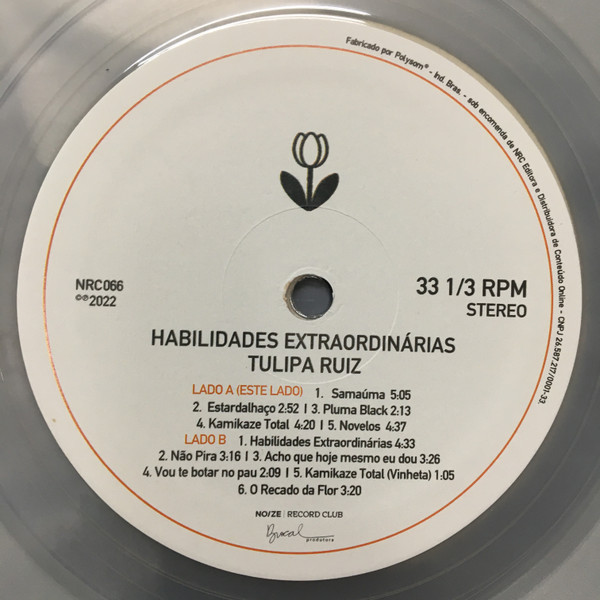 Fabricado por Polysom® - Ind. Bras. - sob encomenda de NRC Editora e Distribuidora de Conteúdo Online - CNPJ 26.587.217/0001-33.
NRC066
©℗2022
33 1/3 RPM
STEREO
HABILIDADES EXTRAORDINÁRIAS
TULIPA RUIZ
LADO A (ESTE LADO) 1. Samaúma 5:05
2. Estardalhaço 2:52 | 3. Pluma Black 2:13
4. Kamikaze Total 4:20 | 5. Novelos 4:37
LADO B 1. Habilidades Extraordinárias 4:33
2. Não Pira 3:16 | 3. Acho que hoje mesmo eu dou 3:26
4. Vou te botar no pau 2:09 | 5. Kamikaze Total (Vinheta) 1:05
6. O Recado da Flor 3:20
NOIZE | RECORD CLUB
Brocal
produtora